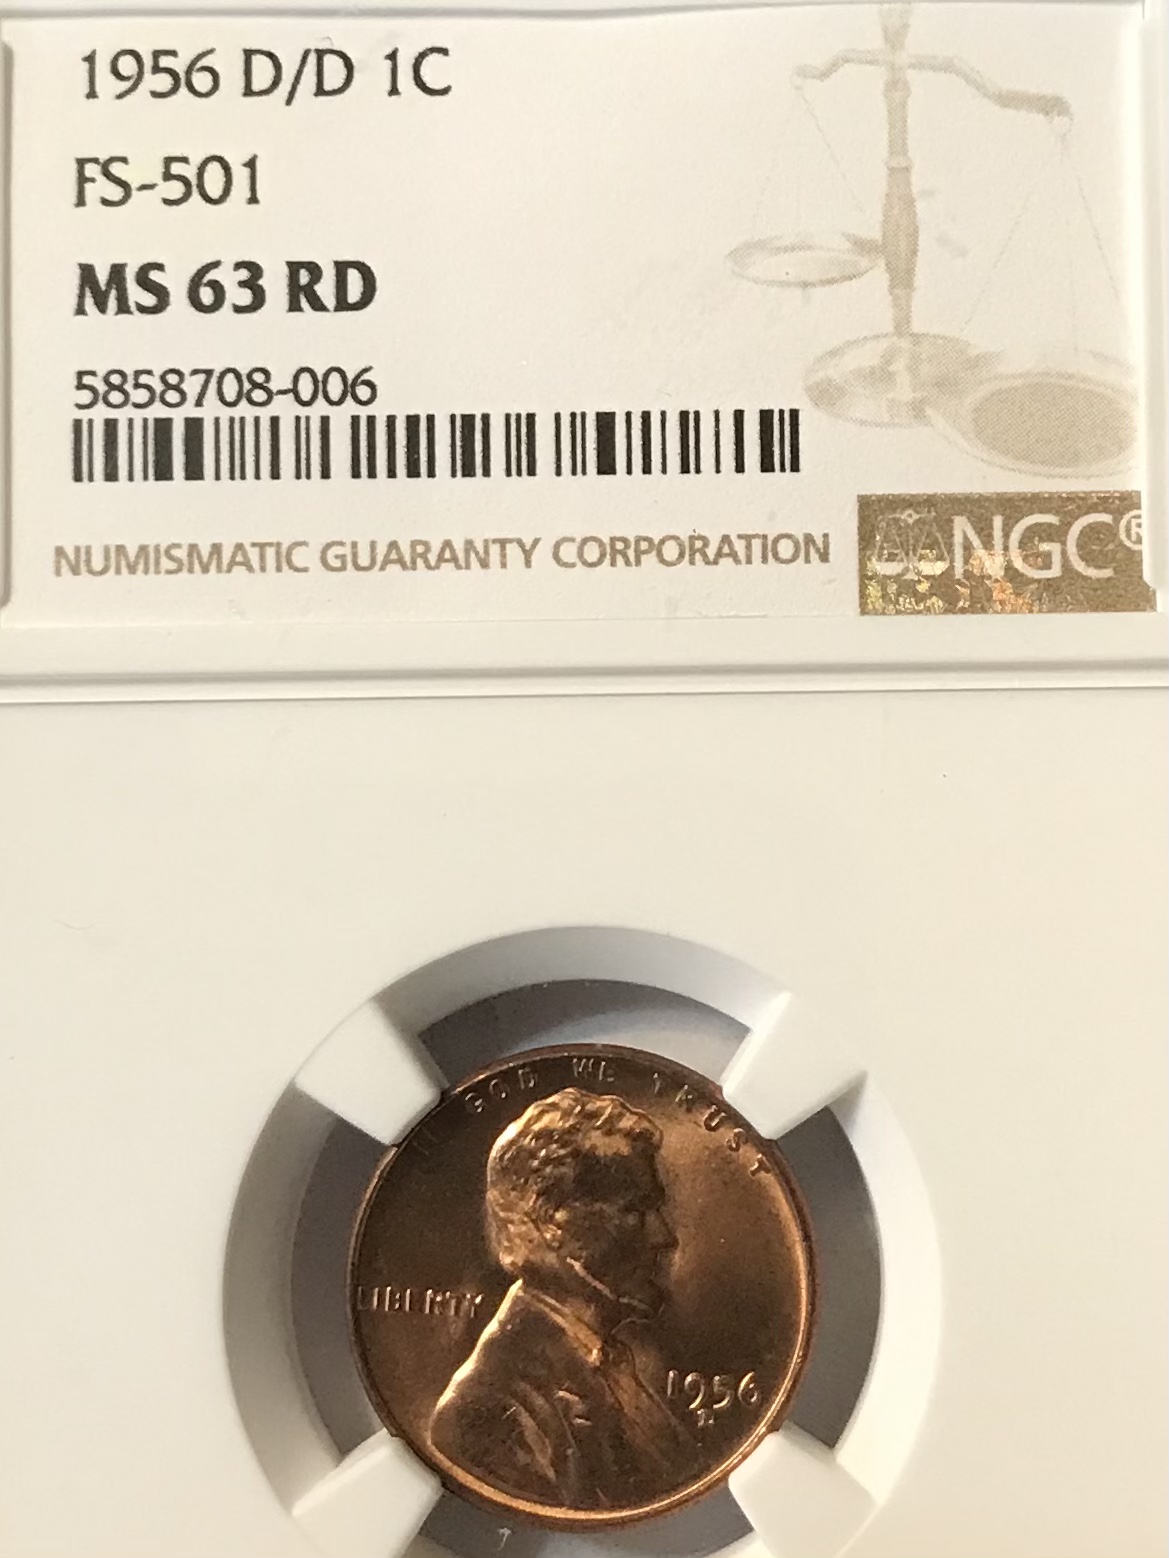 1956 D/D 1C
FS-501
MS 63 RD
5858708-006
NUMISMATIC GUARANTY CORPORATION
NGC®
IN GOD WE TRUST
LIBERTY
1956
D